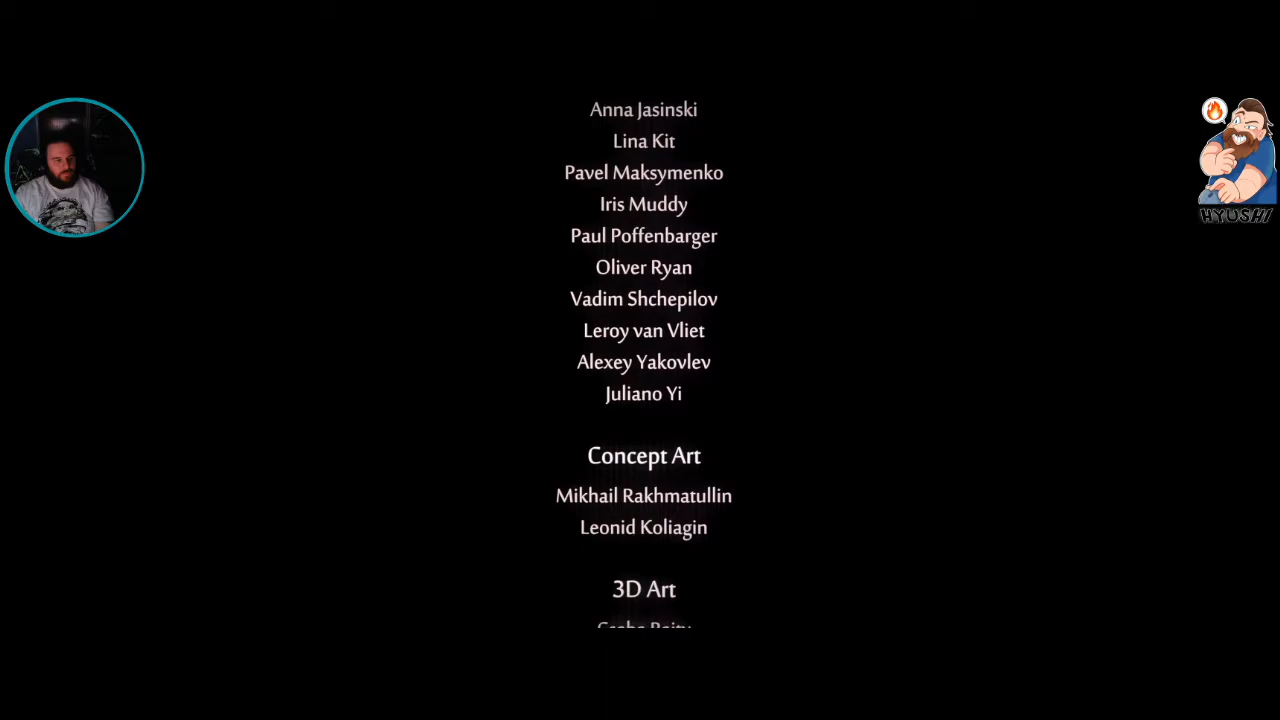 Anna Jasinski
Lina Kit
Pavel Maksymenko
Iris Muddy
Paul Poffenbarger
Oliver Ryan
Vadim Shchepilov
Leroy van Vliet
Alexey Yakovlev
Juliano Yi
Concept Art
Mikhail Rakhmatullin
Leonid Koliagin
3D Art
HYUSHI